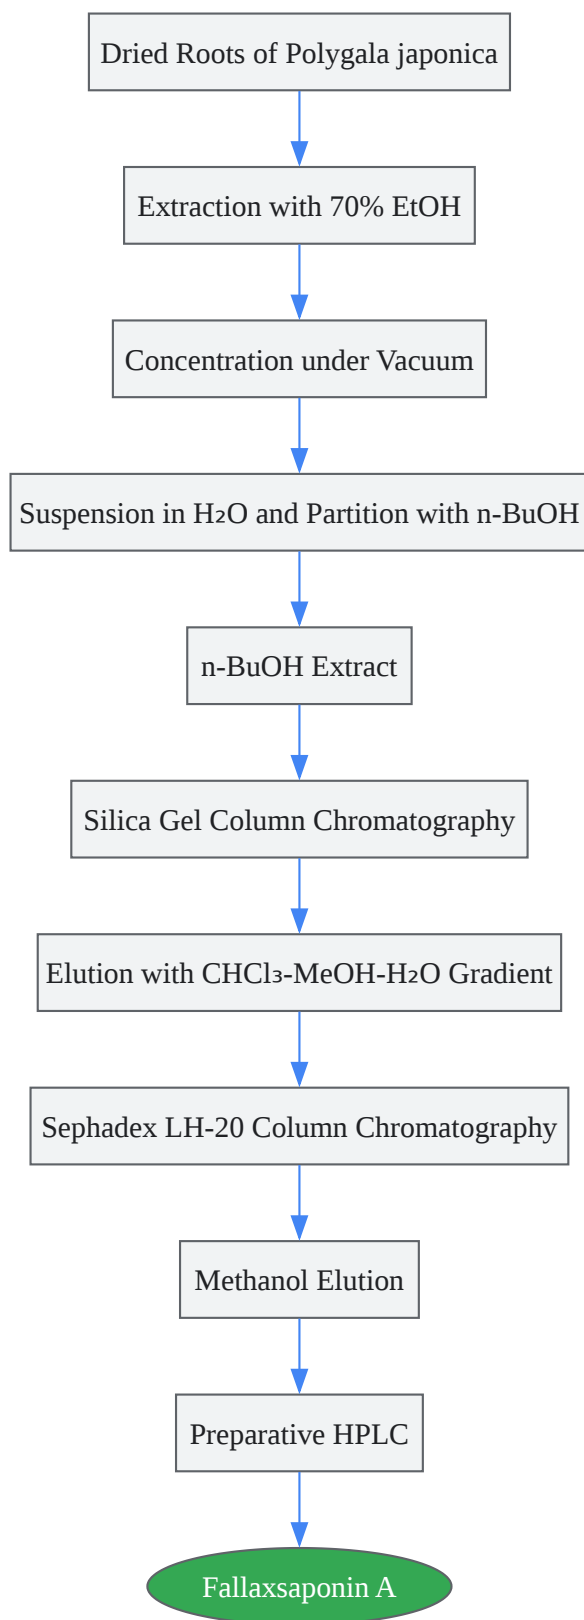 Dried Roots of Polygala japonica
Extraction with 70% EtOH
Concentration under Vacuum
Suspension in H₂O and Partition with n-BuOH
n-BuOH Extract
Silica Gel Column Chromatography
Elution with CHCl₃-MeOH-H₂O Gradient
Sephadex LH-20 Column Chromatography
Methanol Elution
Preparative HPLC
Fallaxsaponin A